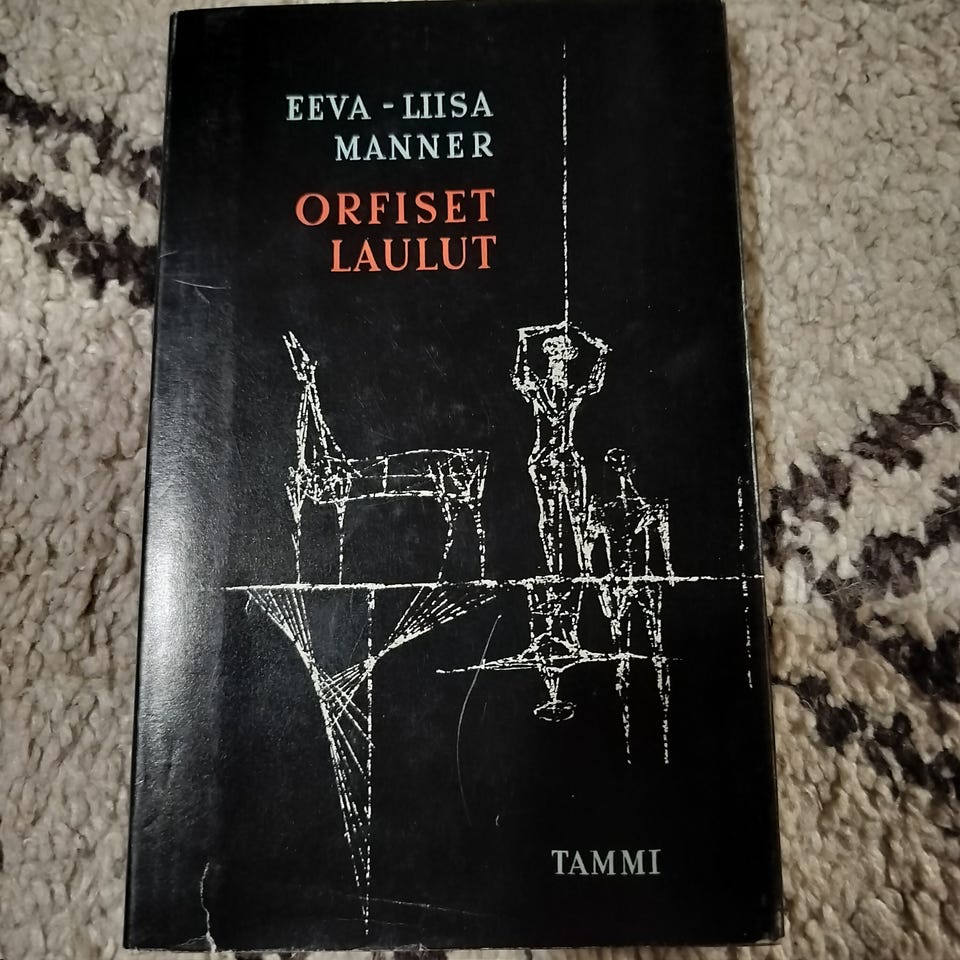 EEVA - LIISA
MANNER
ORFISET
LAULUT
TAMMI